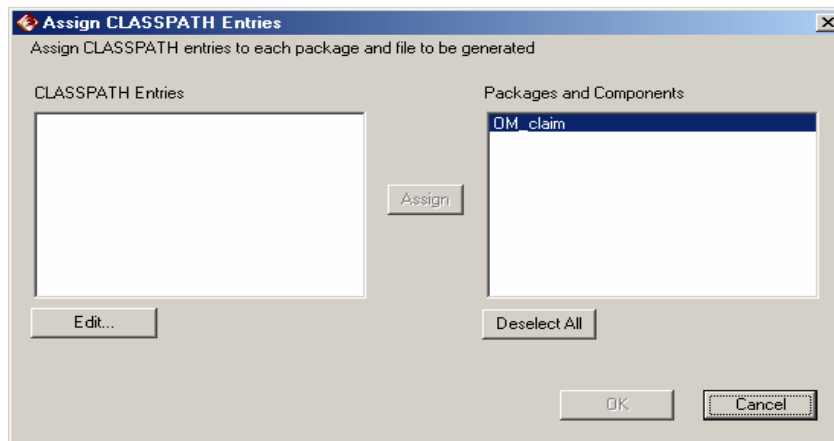 Assign CLASSPATH Entries
Assign CLASSPATH entries to each package and file to be generated
CLASSPATH Entries
Packages and Components
OM_claim
Assign
Edit...
Deselect All
OK
Cancel